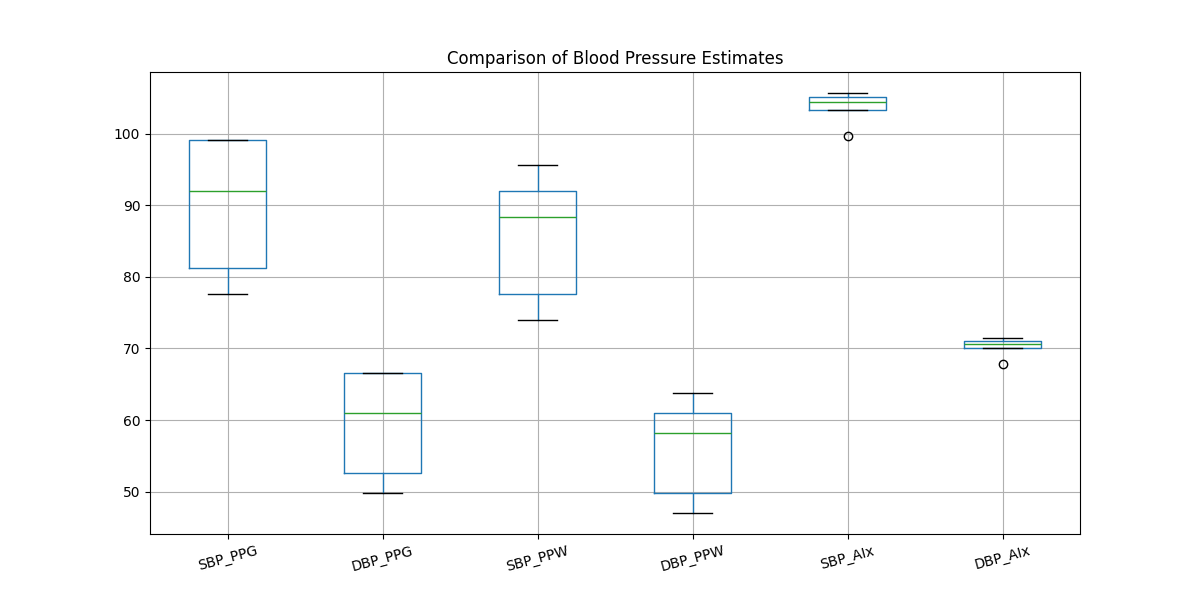 Comparison of Blood Pressure Estimates
100
90
80
70
60
50
SBP_PPG
DBP_PPG
SBP_PPW
DBP_PPW
SBP_AIx
DBP_AIx